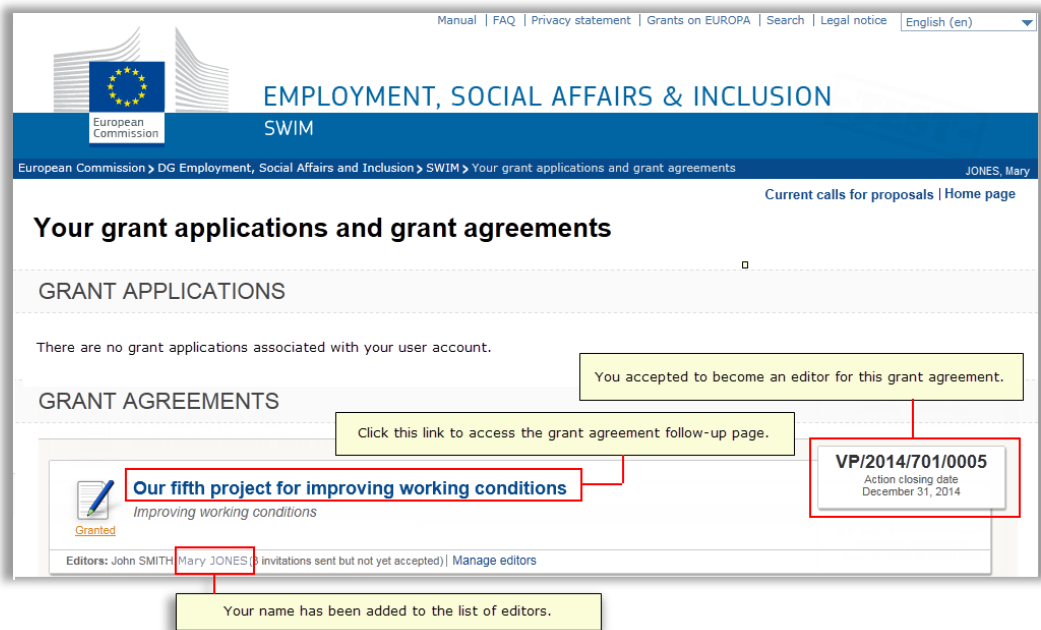 Manual | FAQ | Privacy statement | Grants on EUROPA | Search | Legal notice English (en)
European
Commission
EMPLOYMENT, SOCIAL AFFAIRS & INCLUSION
SWIM
European Commission > DG Employment, Social Affairs and Inclusion > SWIM > Your grant applications and grant agreements
JONES, Mary
Current calls for proposals | Home page
Your grant applications and grant agreements
GRANT APPLICATIONS
There are no grant applications associated with your user account.
You accepted to become an editor for this grant agreement.
GRANT AGREEMENTS
Click this link to access the grant agreement follow-up page.
VP/2014/701/0005
Action closing date
December 31, 2014
Our fifth project for improving working conditions
Improving working conditions
Granted
Editors: John SMITH Mary JONES ( invitations sent but not yet accepted) | Manage editors
Your name has been added to the list of editors.